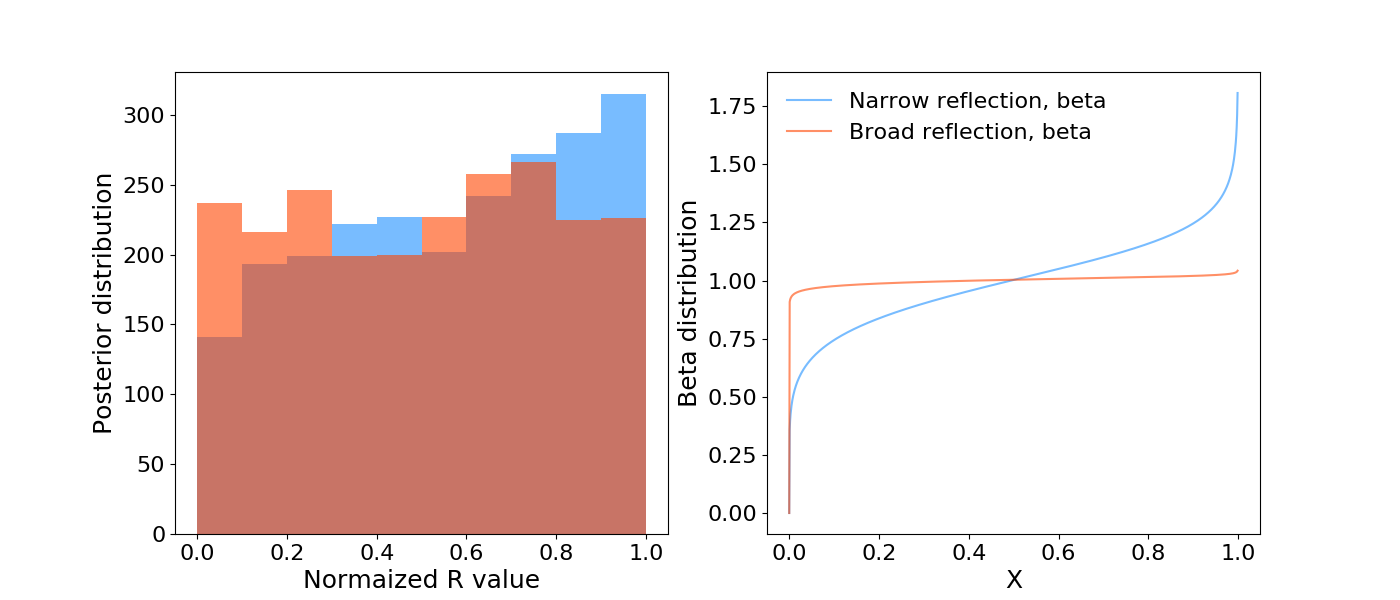 300
250
200
150
100
50
0
Posterior distribution
0.0 0.2 0.4 0.6 0.8 1.0
Normaized R value
1.75
1.50
1.25
1.00
0.75
0.50
0.25
0.00
Beta distribution
Narrow reflection, beta
Broad reflection, beta
0.0 0.2 0.4 0.6 0.8 1.0
X